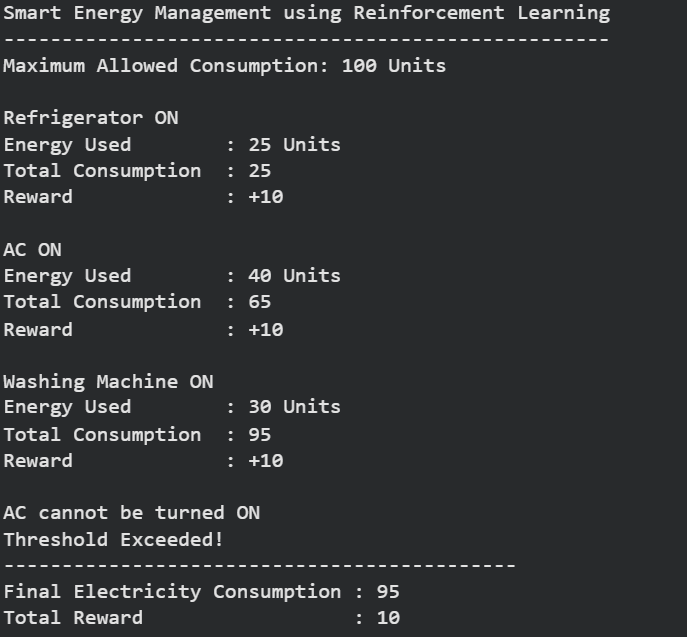 Smart Energy Management using Reinforcement Learning
----------------------------------------------------
Maximum Allowed Consumption: 100 Units

Refrigerator ON
Energy Used        : 25 Units
Total Consumption  : 25
Reward             : +10

AC ON
Energy Used        : 40 Units
Total Consumption  : 65
Reward             : +10

Washing Machine ON
Energy Used        : 30 Units
Total Consumption  : 95
Reward             : +10

AC cannot be turned ON
Threshold Exceeded!
--------------------------------------------
Final Electricity Consumption : 95
Total Reward                  : 10